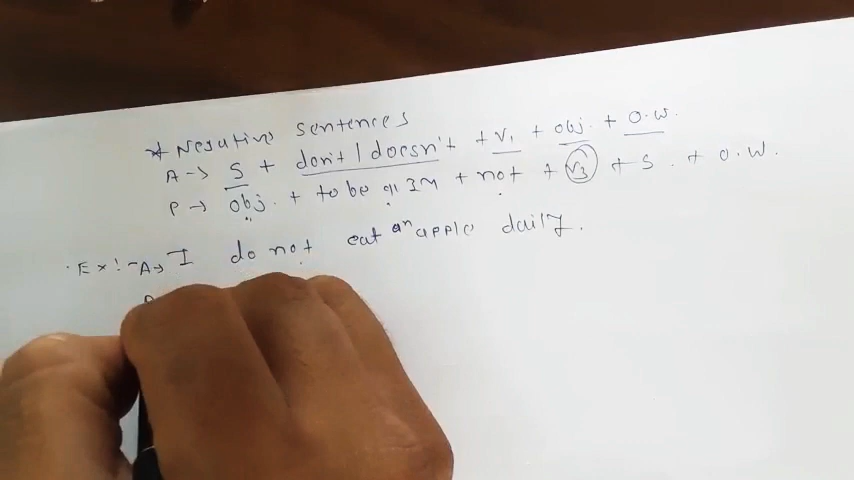 * Negative sentences
A → S + don't / doesn't + V1 + obj. + O.W.
P → obj. + to be का रूप + not + V3 + S. + O.W.
Ex:- A → I do not eat an apple daily.
P